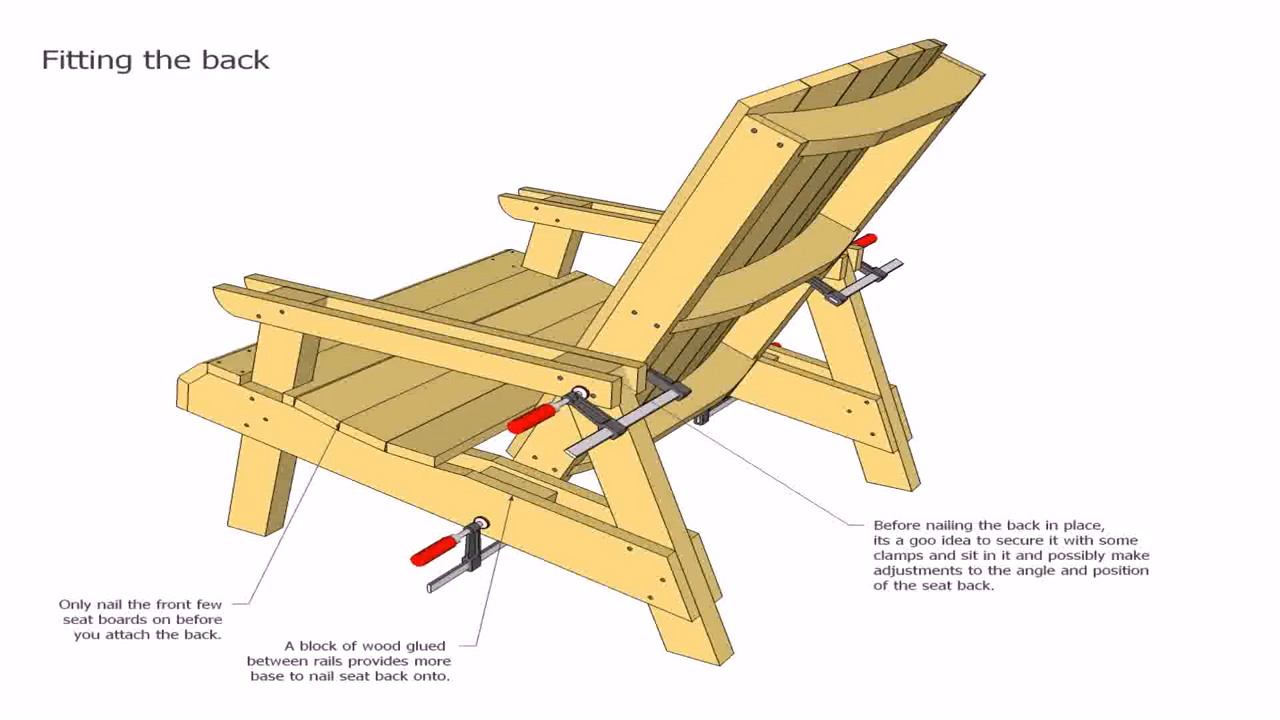 Fitting the back
Before nailing the back in place,
its a goo idea to secure it with some
clamps and sit in it and possibly make
adjustments to the angle and position
of the seat back.
Only nail the front few
seat boards on before
you attach the back.
A block of wood glued
between rails provides more
base to nail seat back onto.